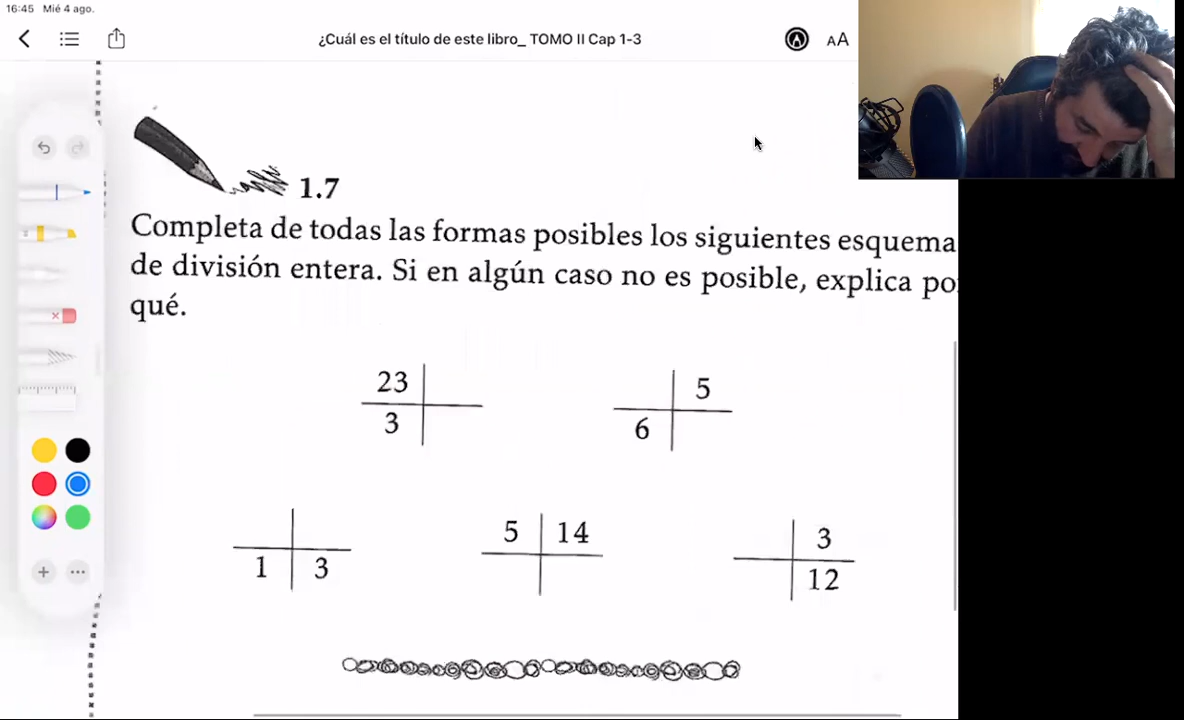 16:45 Mié 4 ago.
¿Cuál es el título de este libro_ TOMO II Cap 1-3
AA
1.7
Completa de todas las formas posibles los siguientes esquema
de división entera. Si en algún caso no es posible, explica po
qué.
23
3
5
6
1 3
5 14
3
12